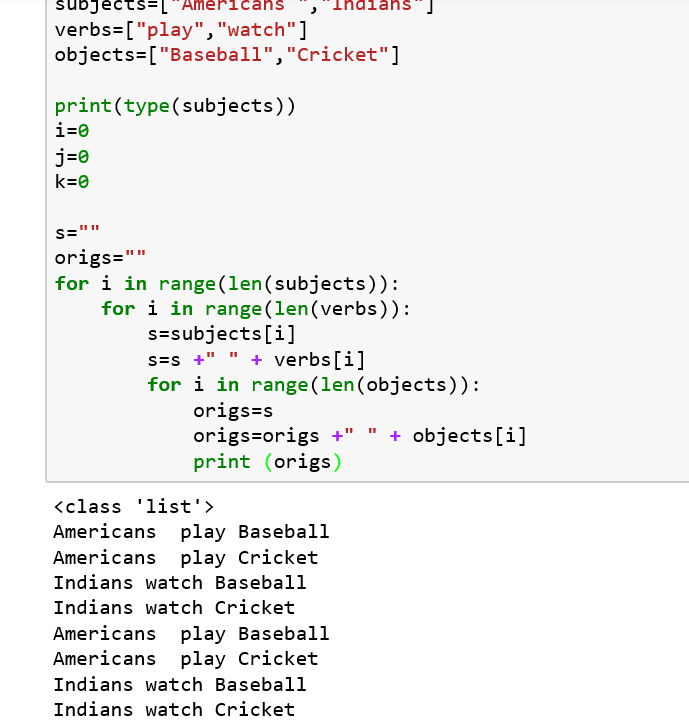 subjects=["Americans ","Indians"]
verbs=["play","watch"]
objects=["Baseball","Cricket"]
print(type(subjects))
i=0
j=0
k=0
s=""
origs=""
for i in range(len(subjects)):
    for i in range(len(verbs)):
        s=subjects[i]
        s=s +" " + verbs[i]
        for i in range(len(objects)):
            origs=s
            origs=origs +" " + objects[i]
            print (origs)
<class 'list'>
Americans  play Baseball
Americans  play Cricket
Indians watch Baseball
Indians watch Cricket
Americans  play Baseball
Americans  play Cricket
Indians watch Baseball
Indians watch Cricket